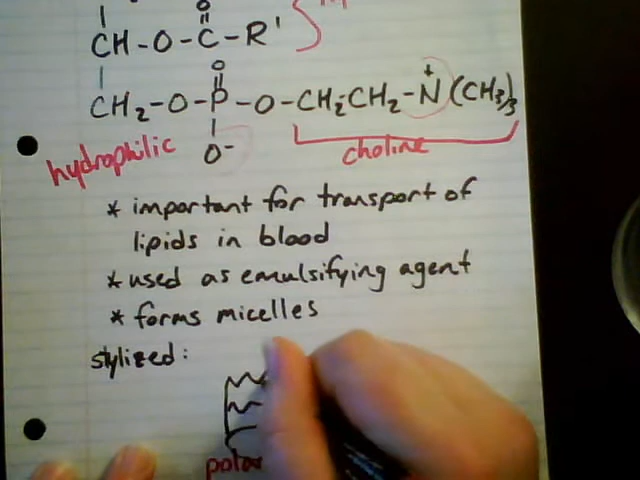 O
CH-O-C-R'
O
+
CH2-O-P-O-CH2CH2-N(CH3)3
O-
hydrophilic
choline
* important for transport of
lipids in blood
* used as emulsifying agent
* forms micelles
stylized: